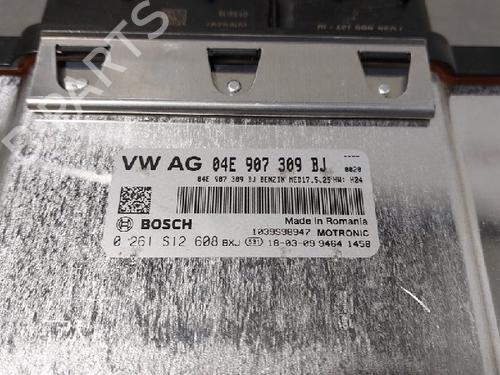 VW AG 04E 907 309 BJ
0020
04E 907 309 BJ BENZIN MED17.5.25 HW: H24
BOSCH
Made in Romania
1039S98947 MOTRONIC
0 261 S12 608 BXJ 18-03-09 9464 1458